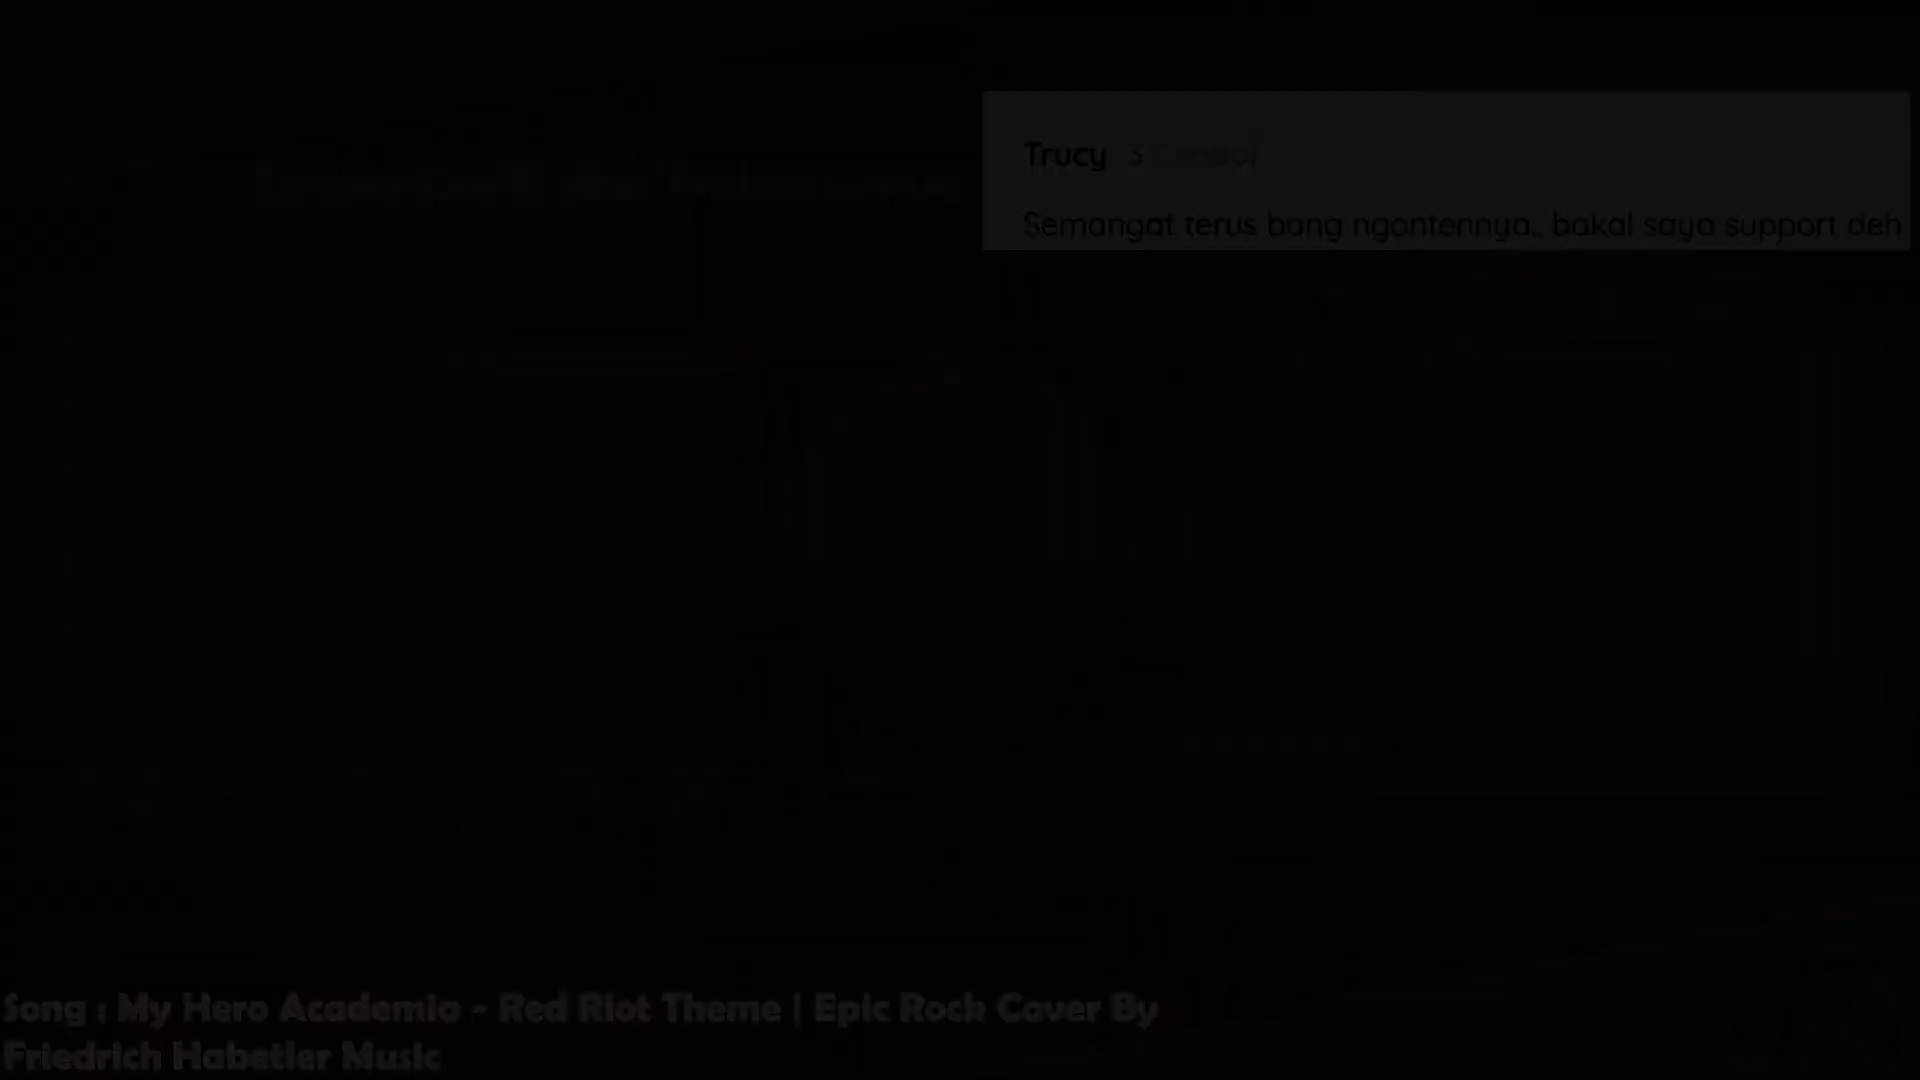 Trucy 3
Semangat terus bang ngontennya.. bakal saya support deh
Song : My Hero Academia - Red Riot Theme | Epic Rock Cover By
Friedrich Habetler Music